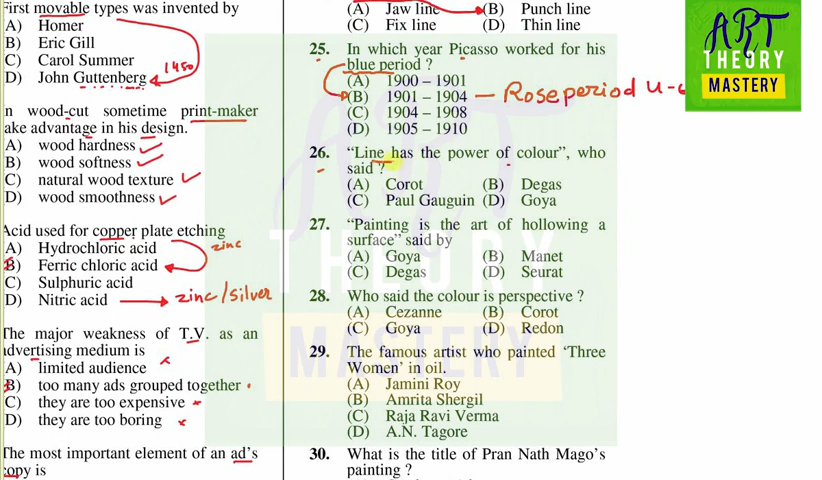 First movable types was invented by
A) Homer
B) Eric Gill
C) Carol Summer
D) John Guttenberg
1450
n wood-cut sometime print-maker
ake advantage in his design.
A) wood hardness
B) wood softness
C) natural wood texture
D) wood smoothness
Acid used for copper plate etching
A) Hydrochloric acid
zinc
B) Ferric chloric acid
C) Sulphuric acid
D) Nitric acid
zinc/silver
The major weakness of T.V. as an
advertising medium is
A) limited audience
B) too many ads grouped together
C) they are too expensive
D) they are too boring
The most important element of an ad's
copy is
(A) Jaw line (B) Punch line
(C) Fix line (D) Thin line
25. In which year Picasso worked for his
blue period ?
(A) 1900 – 1901
(B) 1901 – 1904
Rose period
(C) 1904 – 1908
(D) 1905 – 1910
26. "Line has the power of colour", who
said ?
(A) Corot (B) Degas
(C) Paul Gauguin (D) Goya
27. "Painting is the art of hollowing a
surface" said by
(A) Goya (B) Manet
(C) Degas (D) Seurat
28. Who said the colour is perspective ?
(A) Cezanne (B) Corot
(C) Goya (D) Redon
29. The famous artist who painted 'Three
Women' in oil.
(A) Jamini Roy
(B) Amrita Shergil
(C) Raja Ravi Verma
(D) A.N. Tagore
30. What is the title of Pran Nath Mago's
painting ?
ART
THEORY
MASTERY
ART
THEORY
MASTERY